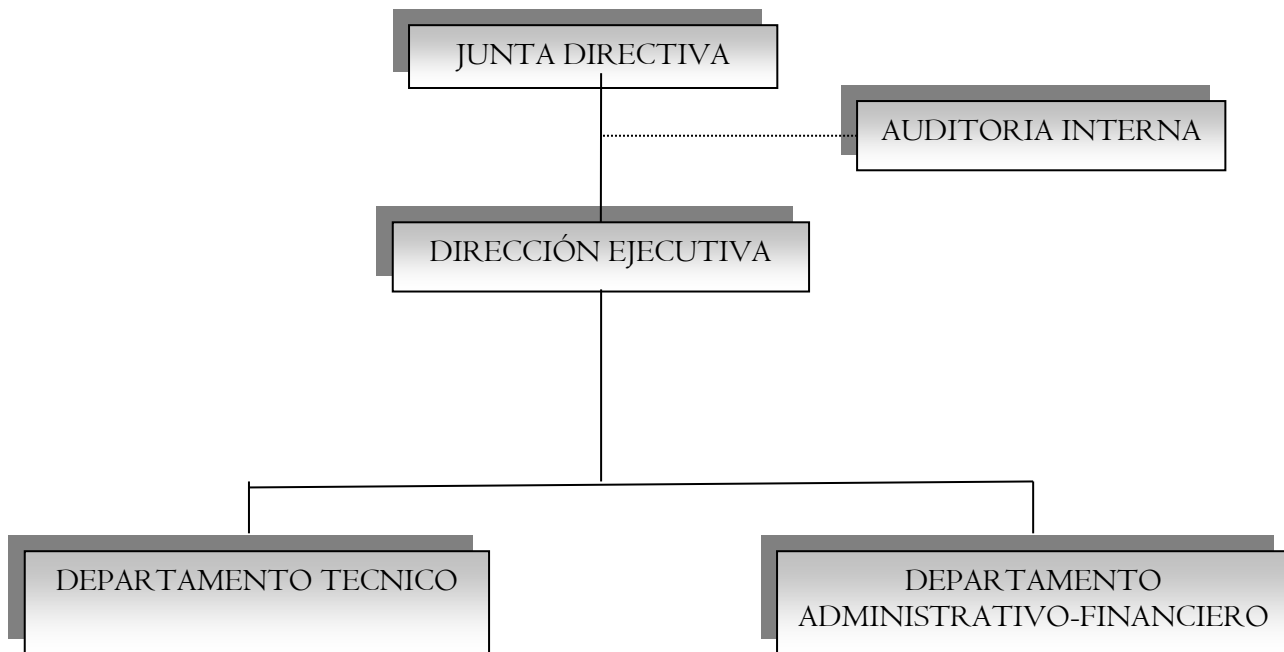 JUNTA DIRECTIVA
AUDITORIA INTERNA
DIRECCIÓN EJECUTIVA
DEPARTAMENTO TECNICO
DEPARTAMENTO
ADMINISTRATIVO-FINANCIERO